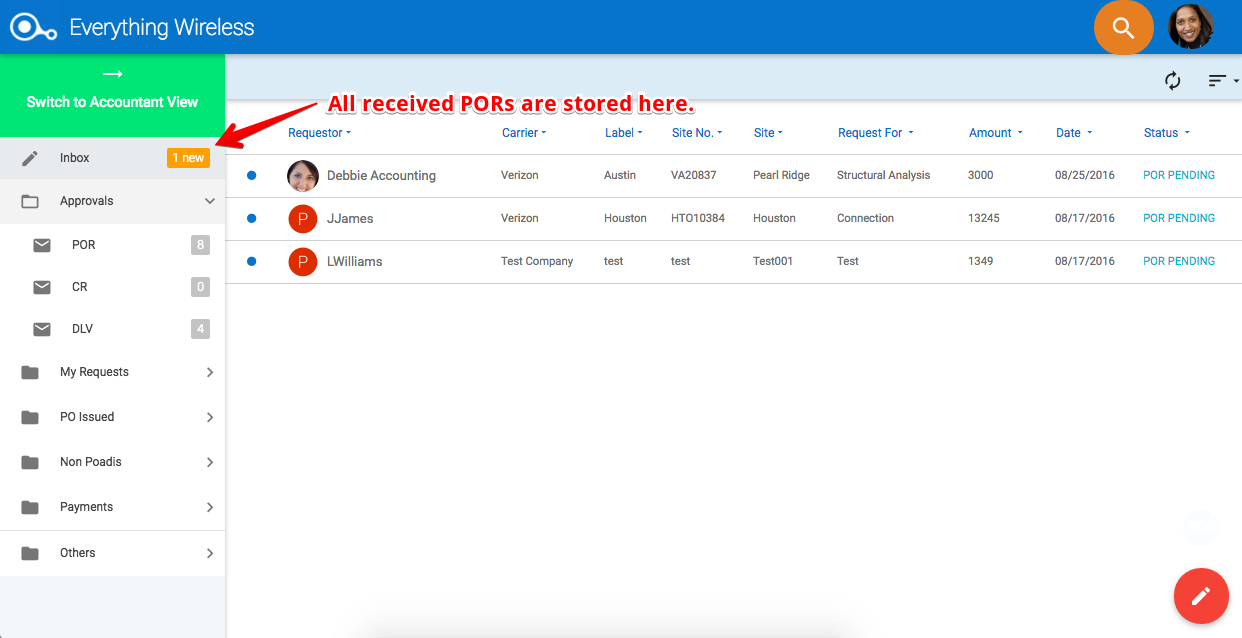 Everything Wireless
Switch to Accountant View
All received PORs are stored here.
Requestor Carrier Label Site No. Site Request For Amount Date Status
Inbox 1 new
Debbie Accounting Verizon Austin VA20837 Pearl Ridge Structural Analysis 3000 08/25/2016 POR PENDING
Approvals
P JJames Verizon Houston HTO10384 Houston Connection 13245 08/17/2016 POR PENDING
POR 8
P LWilliams Test Company test test Test001 Test 1349 08/17/2016 POR PENDING
CR 0
DLV 4
My Requests
PO Issued
Non Poadis
Payments
Others